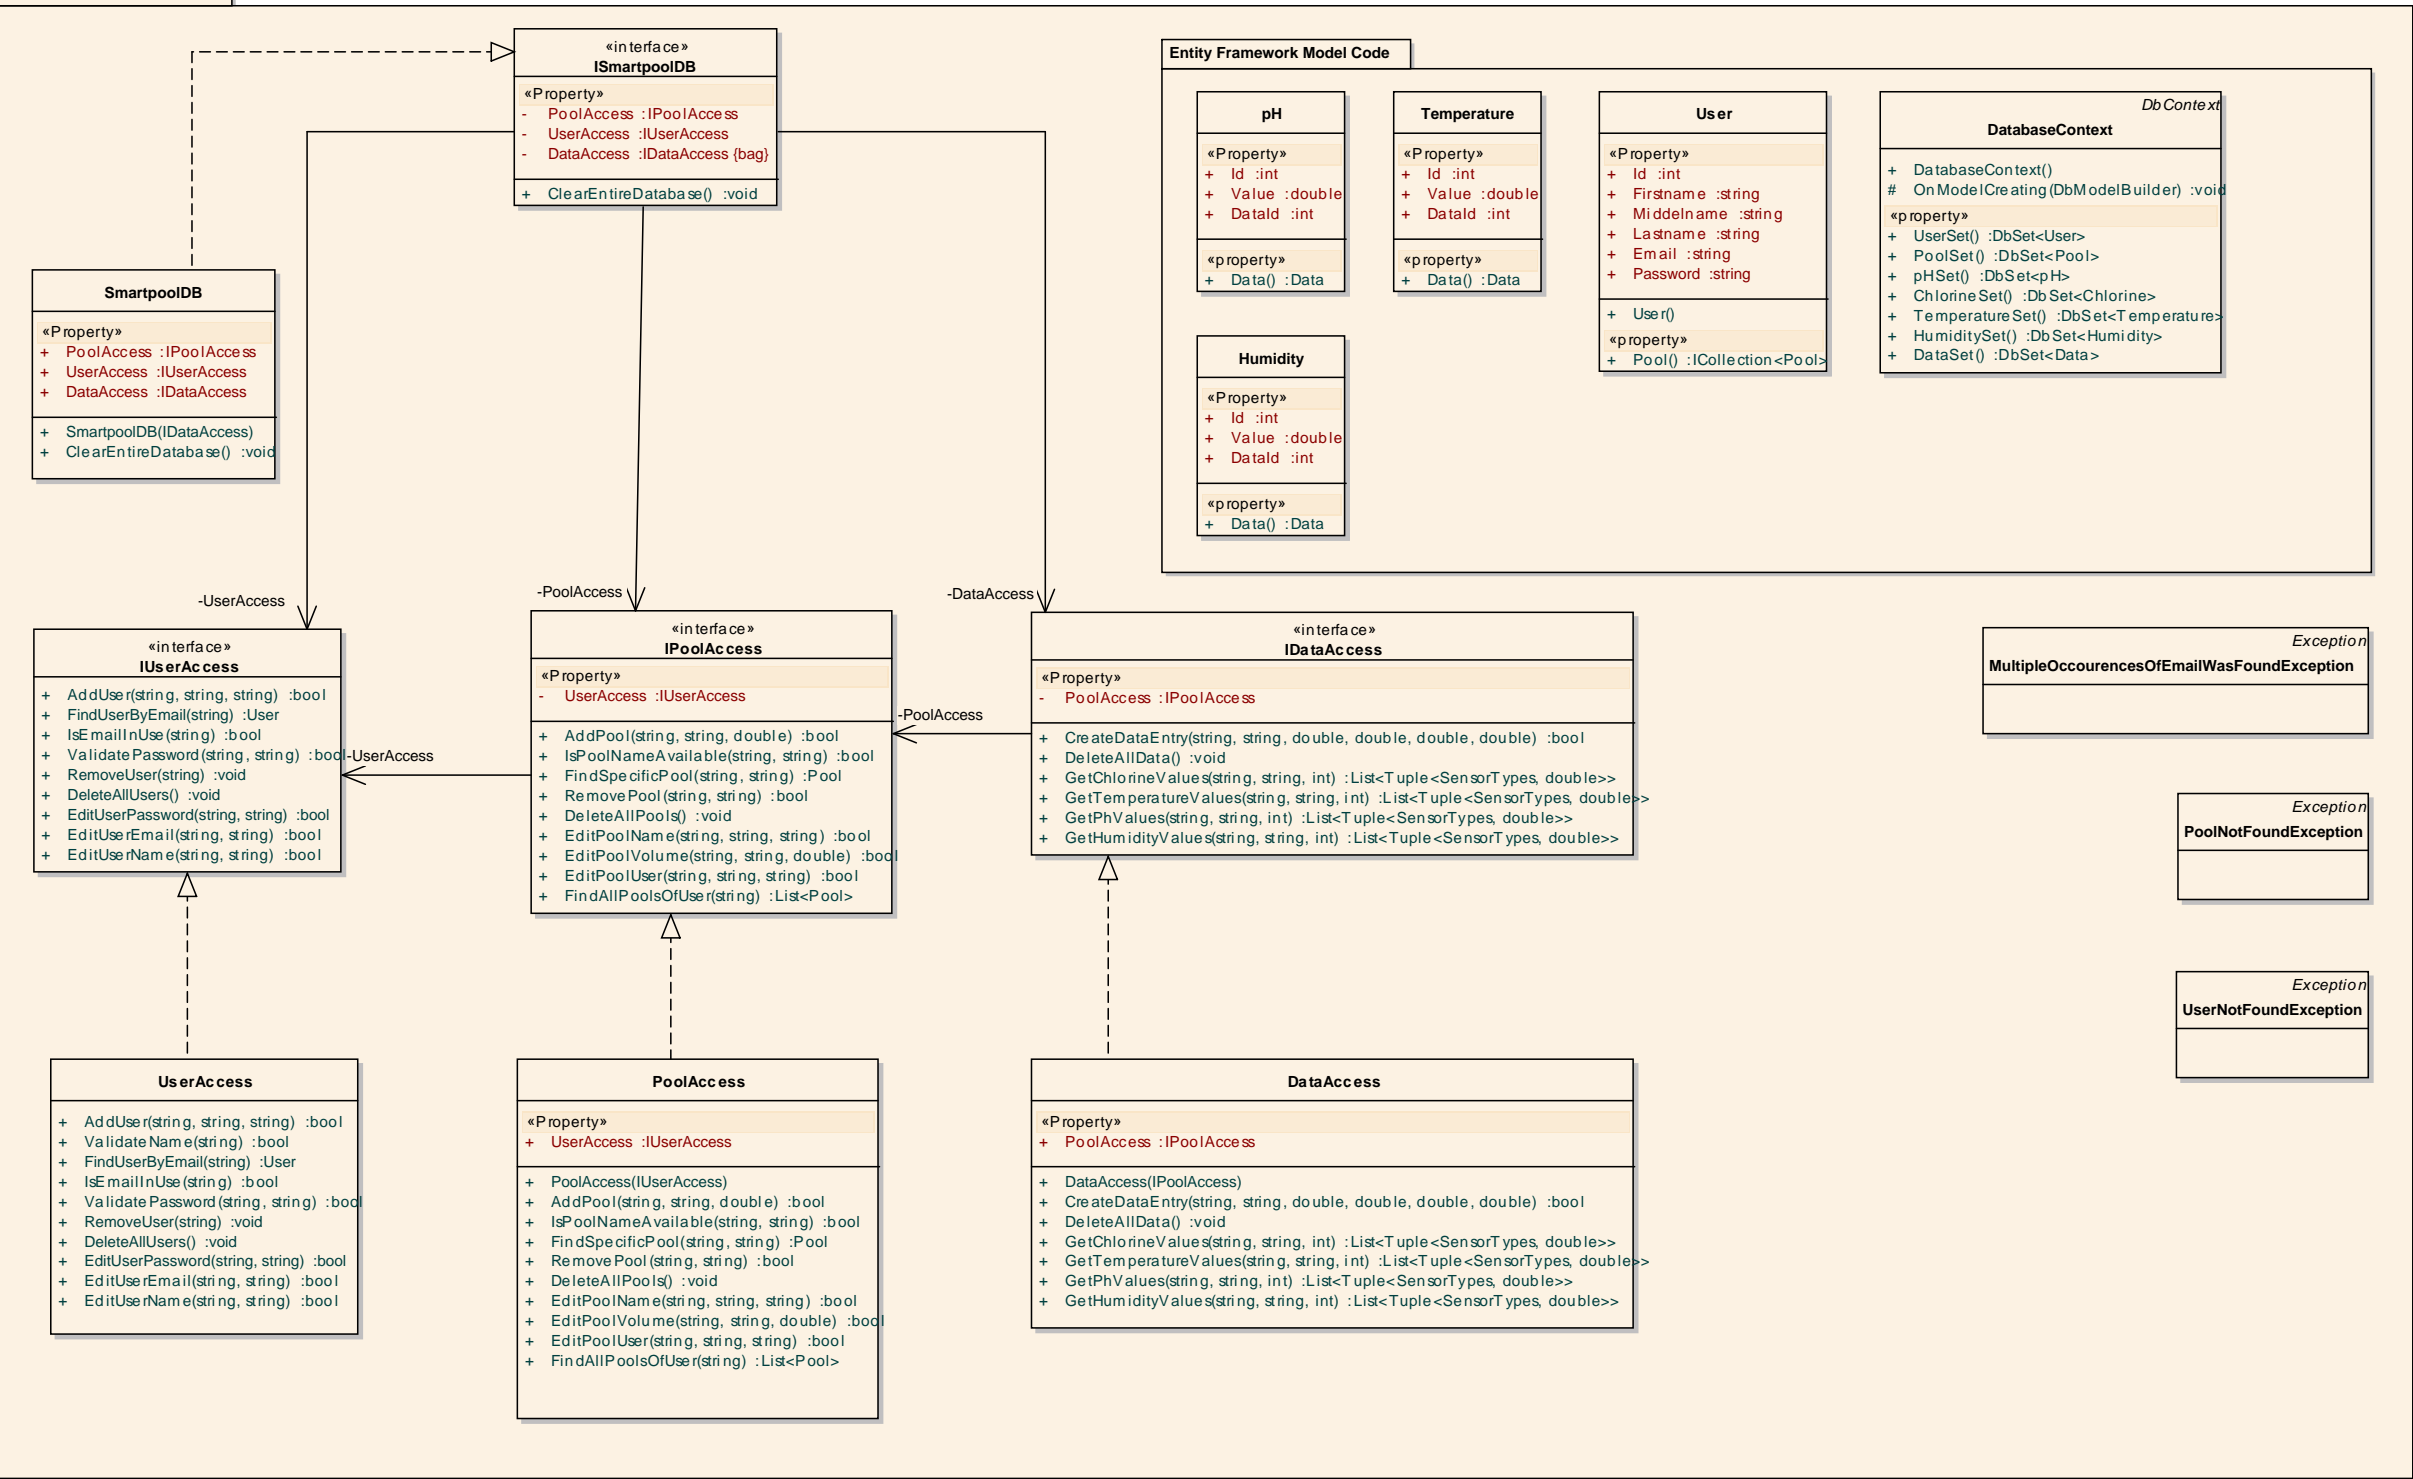 «interface»
ISmartpoolDB
«Property»
- PoolAccess :IPoolAccess
- UserAccess :IUserAccess
- DataAccess :IDataAccess {bag}
+ ClearEntireDatabase() :void
SmartpoolDB
«Property»
+ PoolAccess :IPoolAccess
+ UserAccess :IUserAccess
+ DataAccess :IDataAccess
+ SmartpoolDB(IDataAccess)
+ ClearEntireDatabase() :void
Entity Framework Model Code
pH
«Property»
+ Id :int
+ Value :double
+ DataId :int
«property»
+ Data() :Data
Temperature
«Property»
+ Id :int
+ Value :double
+ DataId :int
«property»
+ Data() :Data
User
«Property»
+ Id :int
+ Firstname :string
+ Middelname :string
+ Lastname :string
+ Email :string
+ Password :string
+ User()
«property»
+ Pool() :ICollection<Pool>
DbContext
DatabaseContext
+ DatabaseContext()
# OnModelCreating(DbModelBuilder) :void
«property»
+ UserSet() :DbSet<User>
+ PoolSet() :DbSet<Pool>
+ pHSet() :DbSet<pH>
+ ChlorineSet() :DbSet<Chlorine>
+ TemperatureSet() :DbSet<Temperature>
+ HumiditySet() :DbSet<Humidity>
+ DataSet() :DbSet<Data>
Humidity
«Property»
+ Id :int
+ Value :double
+ DataId :int
«property»
+ Data() :Data
-UserAccess
-PoolAccess
-DataAccess
«interface»
IUserAccess
+ AddUser(string, string, string) :bool
+ FindUserByEmail(string) :User
+ IsEmailInUse(string) :bool
+ ValidatePassword(string, string) :bool
+ RemoveUser(string) :void
+ DeleteAllUsers() :void
+ EditUserPassword(string, string) :bool
+ EditUserEmail(string, string) :bool
+ EditUserName(string, string) :bool
-UserAccess
«interface»
IPoolAccess
«Property»
- UserAccess :IUserAccess
+ AddPool(string, string, double) :bool
+ IsPoolNameAvailable(string, string) :bool
+ FindSpecificPool(string, string) :Pool
+ RemovePool(string, string) :bool
+ DeleteAllPools() :void
+ EditPoolName(string, string, string) :bool
+ EditPoolVolume(string, string, double) :bool
+ EditPoolUser(string, string, string) :bool
+ FindAllPoolsOfUser(string) :List<Pool>
-PoolAccess
«interface»
IDataAccess
«Property»
- PoolAccess :IPoolAccess
+ CreateDataEntry(string, string, double, double, double, double) :bool
+ DeleteAllData() :void
+ GetChlorineValues(string, string, int) :List<Tuple<SensorTypes, double>>
+ GetTemperatureValues(string, string, int) :List<Tuple<SensorTypes, double>>
+ GetPhValues(string, string, int) :List<Tuple<SensorTypes, double>>
+ GetHumidityValues(string, string, int) :List<Tuple<SensorTypes, double>>
Exception
MultipleOccourencesOfEmailWasFoundException
Exception
PoolNotFoundException
Exception
UserNotFoundException
UserAccess
+ AddUser(string, string, string) :bool
+ ValidateName(string) :bool
+ FindUserByEmail(string) :User
+ IsEmailInUse(string) :bool
+ ValidatePassword(string, string) :bool
+ RemoveUser(string) :void
+ DeleteAllUsers() :void
+ EditUserPassword(string, string) :bool
+ EditUserEmail(string, string) :bool
+ EditUserName(string, string) :bool
PoolAccess
«Property»
+ UserAccess :IUserAccess
+ PoolAccess(IUserAccess)
+ AddPool(string, string, double) :bool
+ IsPoolNameAvailable(string, string) :bool
+ FindSpecificPool(string, string) :Pool
+ RemovePool(string, string) :bool
+ DeleteAllPools() :void
+ EditPoolName(string, string, string) :bool
+ EditPoolVolume(string, string, double) :bool
+ EditPoolUser(string, string, string) :bool
+ FindAllPoolsOfUser(string) :List<Pool>
DataAccess
«Property»
+ PoolAccess :IPoolAccess
+ DataAccess(IPoolAccess)
+ CreateDataEntry(string, string, double, double, double, double) :bool
+ DeleteAllData() :void
+ GetChlorineValues(string, string, int) :List<Tuple<SensorTypes, double>>
+ GetTemperatureValues(string, string, int) :List<Tuple<SensorTypes, double>>
+ GetPhValues(string, string, int) :List<Tuple<SensorTypes, double>>
+ GetHumidityValues(string, string, int) :List<Tuple<SensorTypes, double>>